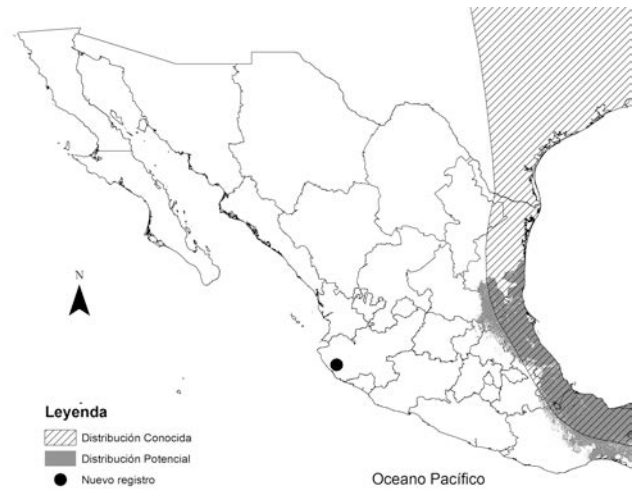 N
Leyenda
Distribución Conocida
Distribución Potencial
Nuevo registro
Oceano Pacífico